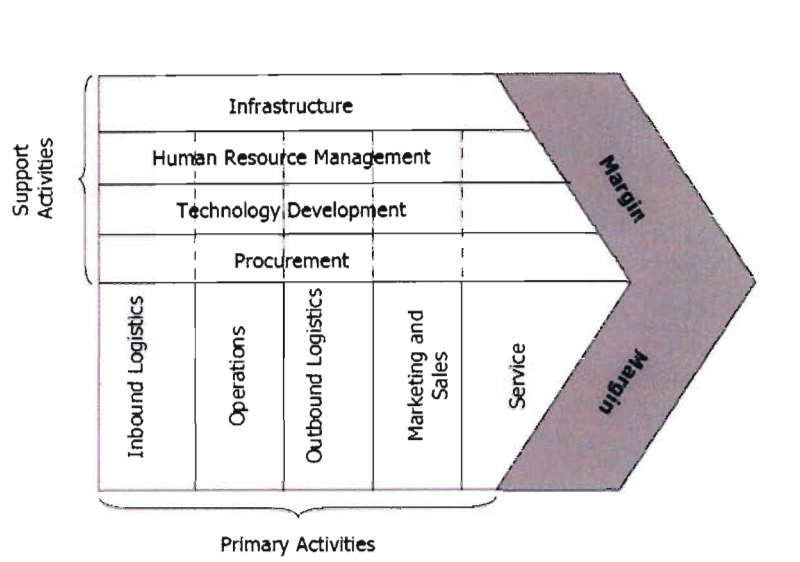 Support
Activities
Infrastructure
Human Resource Management
Technology Development
Procurement
Inbound Logistics
Operations
Outbound Logistics
Marketing and
Sales
Service
Margin
Margin
Primary Activities